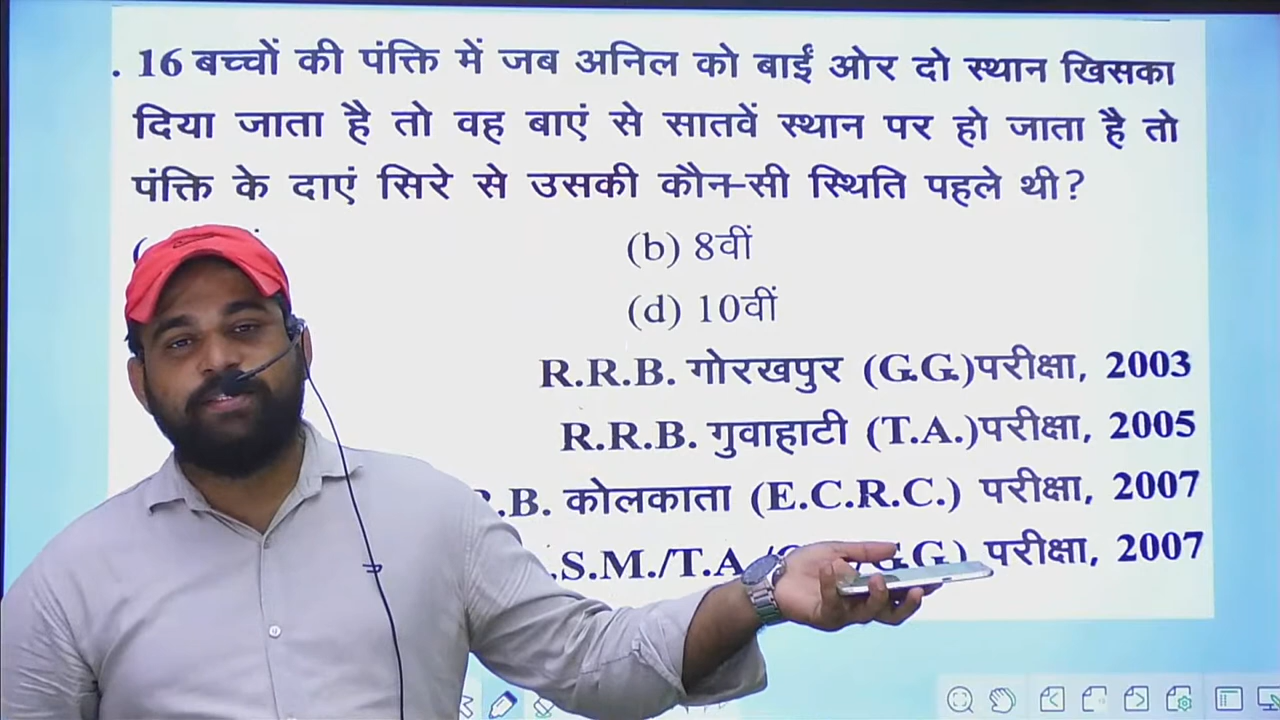 . 16 बच्चों की पंक्ति में जब अनिल को बाईं ओर दो स्थान खिसका
दिया जाता है तो वह बाएं से सातवें स्थान पर हो जाता है तो
पंक्ति के दाएं सिरे से उसकी कौन-सी स्थिति पहले थी?
(b) 8वीं
(d) 10वीं
R.R.B. गोरखपुर (G.G.)परीक्षा, 2003
R.R.B. गुवाहाटी (T.A.)परीक्षा, 2005
.B. कोलकाता (E.C.R.C.) परीक्षा, 2007
.S.M./T.A. G.G.) परीक्षा, 2007